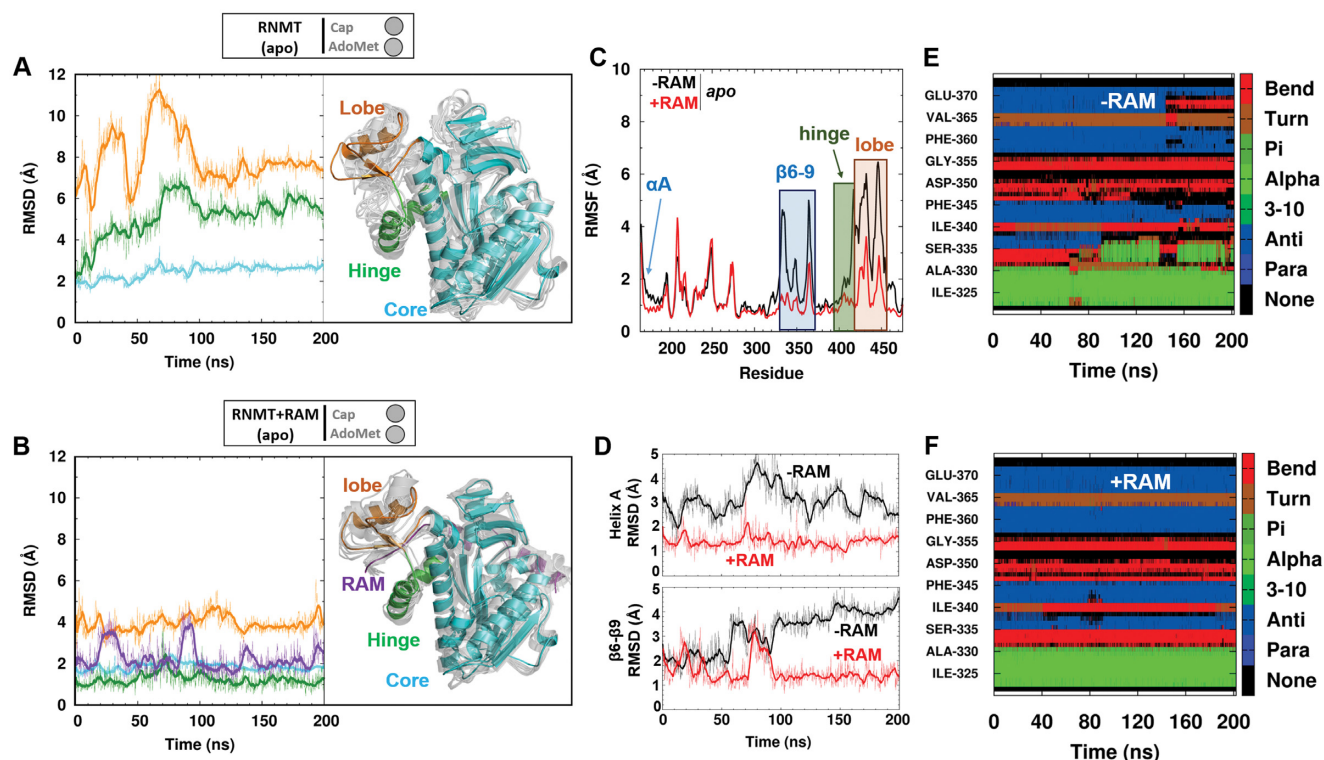 RNMT
(apo)
Cap
AdoMet
A
RMSD (Å)
12
10
8
6
4
2
0
0 50 100 150 200
Time (ns)
Lobe
Hinge
Core
RNMT+RAM
(apo)
Cap
AdoMet
B
RMSD (Å)
12
10
8
6
4
2
0
0 50 100 150 200
Time (ns)
lobe
RAM
Hinge
Core
C
RMSF (Å)
10
8
6
4
2
0
-RAM
+RAM
apo
αA
β6-9
hinge
lobe
200 250 300 350 400 450
Residue
D
Helix A
RMSD (Å)
5
4
3
2
1
0
-RAM
+RAM
β6-β9
RMSD (Å)
5
4
3
2
1
0
-RAM
+RAM
0 50 100 150 200
Time (ns)
E
-RAM
GLU-370
VAL-365
PHE-360
GLY-355
ASP-350
PHE-345
ILE-340
SER-335
ALA-330
ILE-325
0 40 80 120 160 200
Time (ns)
Bend
Turn
Pi
Alpha
3-10
Anti
Para
None
F
+RAM
GLU-370
VAL-365
PHE-360
GLY-355
ASP-350
PHE-345
ILE-340
SER-335
ALA-330
ILE-325
0 40 80 120 160 200
Time (ns)
Bend
Turn
Pi
Alpha
3-10
Anti
Para
None